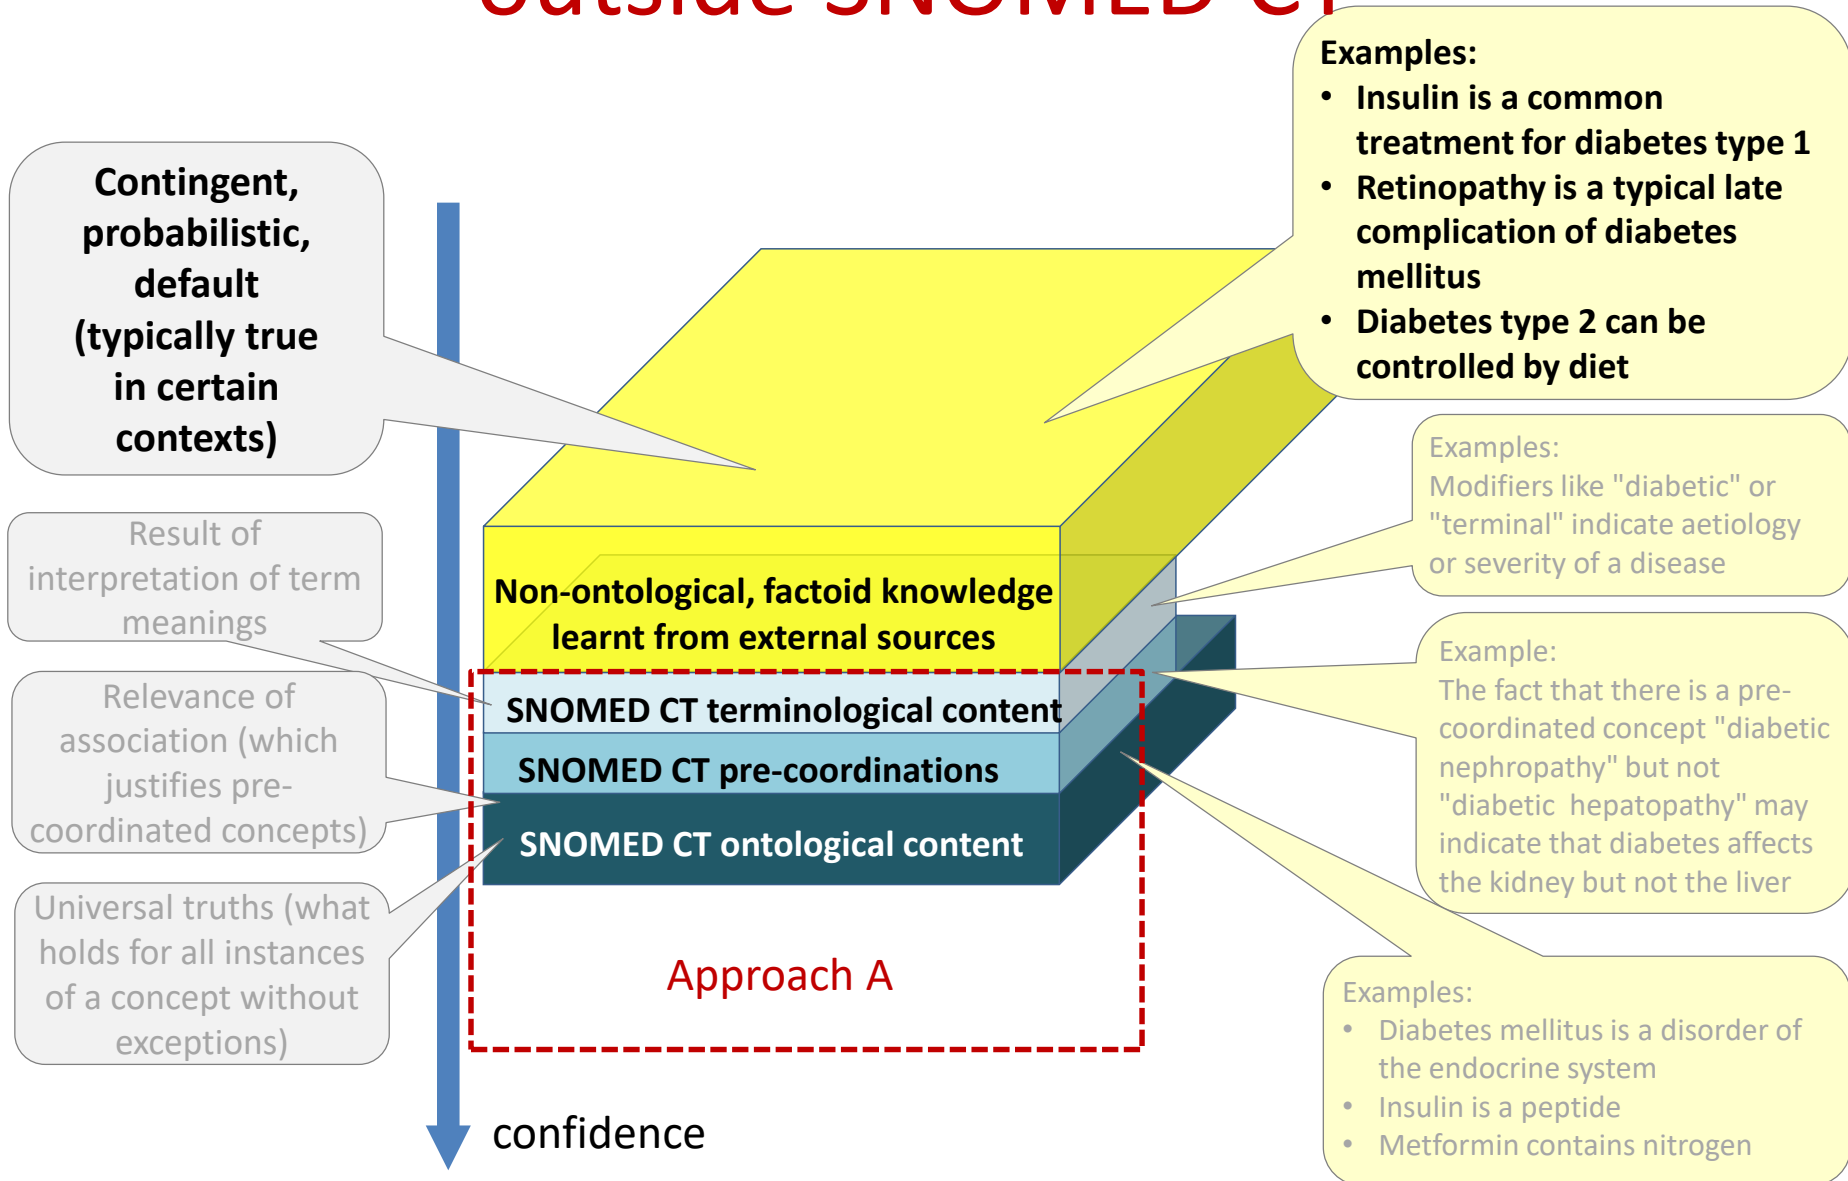 outside SNOMED CT
Examples:
• Insulin is a common
treatment for diabetes type 1
• Retinopathy is a typical late
complication of diabetes
mellitus
• Diabetes type 2 can be
controlled by diet
Contingent,
probabilistic,
default
(typically true
in certain
contexts)
Examples:
Modifiers like "diabetic" or
"terminal" indicate aetiology
or severity of a disease
Result of
interpretation of term
meanings
Non-ontological, factoid knowledge
learnt from external sources
Example:
The fact that there is a pre-
coordinated concept "diabetic
nephropathy" but not
"diabetic hepatopathy" may
indicate that diabetes affects
the kidney but not the liver
Relevance of
association (which
justifies pre-
coordinated concepts)
SNOMED CT terminological content
SNOMED CT pre-coordinations
SNOMED CT ontological content
Universal truths (what
holds for all instances
of a concept without
exceptions)
Approach A
Examples:
• Diabetes mellitus is a disorder of
the endocrine system
• Insulin is a peptide
• Metformin contains nitrogen
confidence